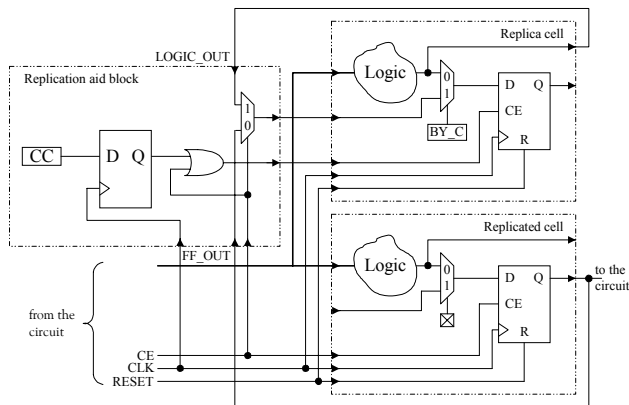 LOGIC_OUT
Replica cell
Replication aid block
Logic
0
1
BY_C
D Q
CE
R
1
0
CC
D Q
FF_OUT
Replicated cell
Logic
0
1
D Q
CE
R
to the
circuit
from the
circuit
CE
CLK
RESET